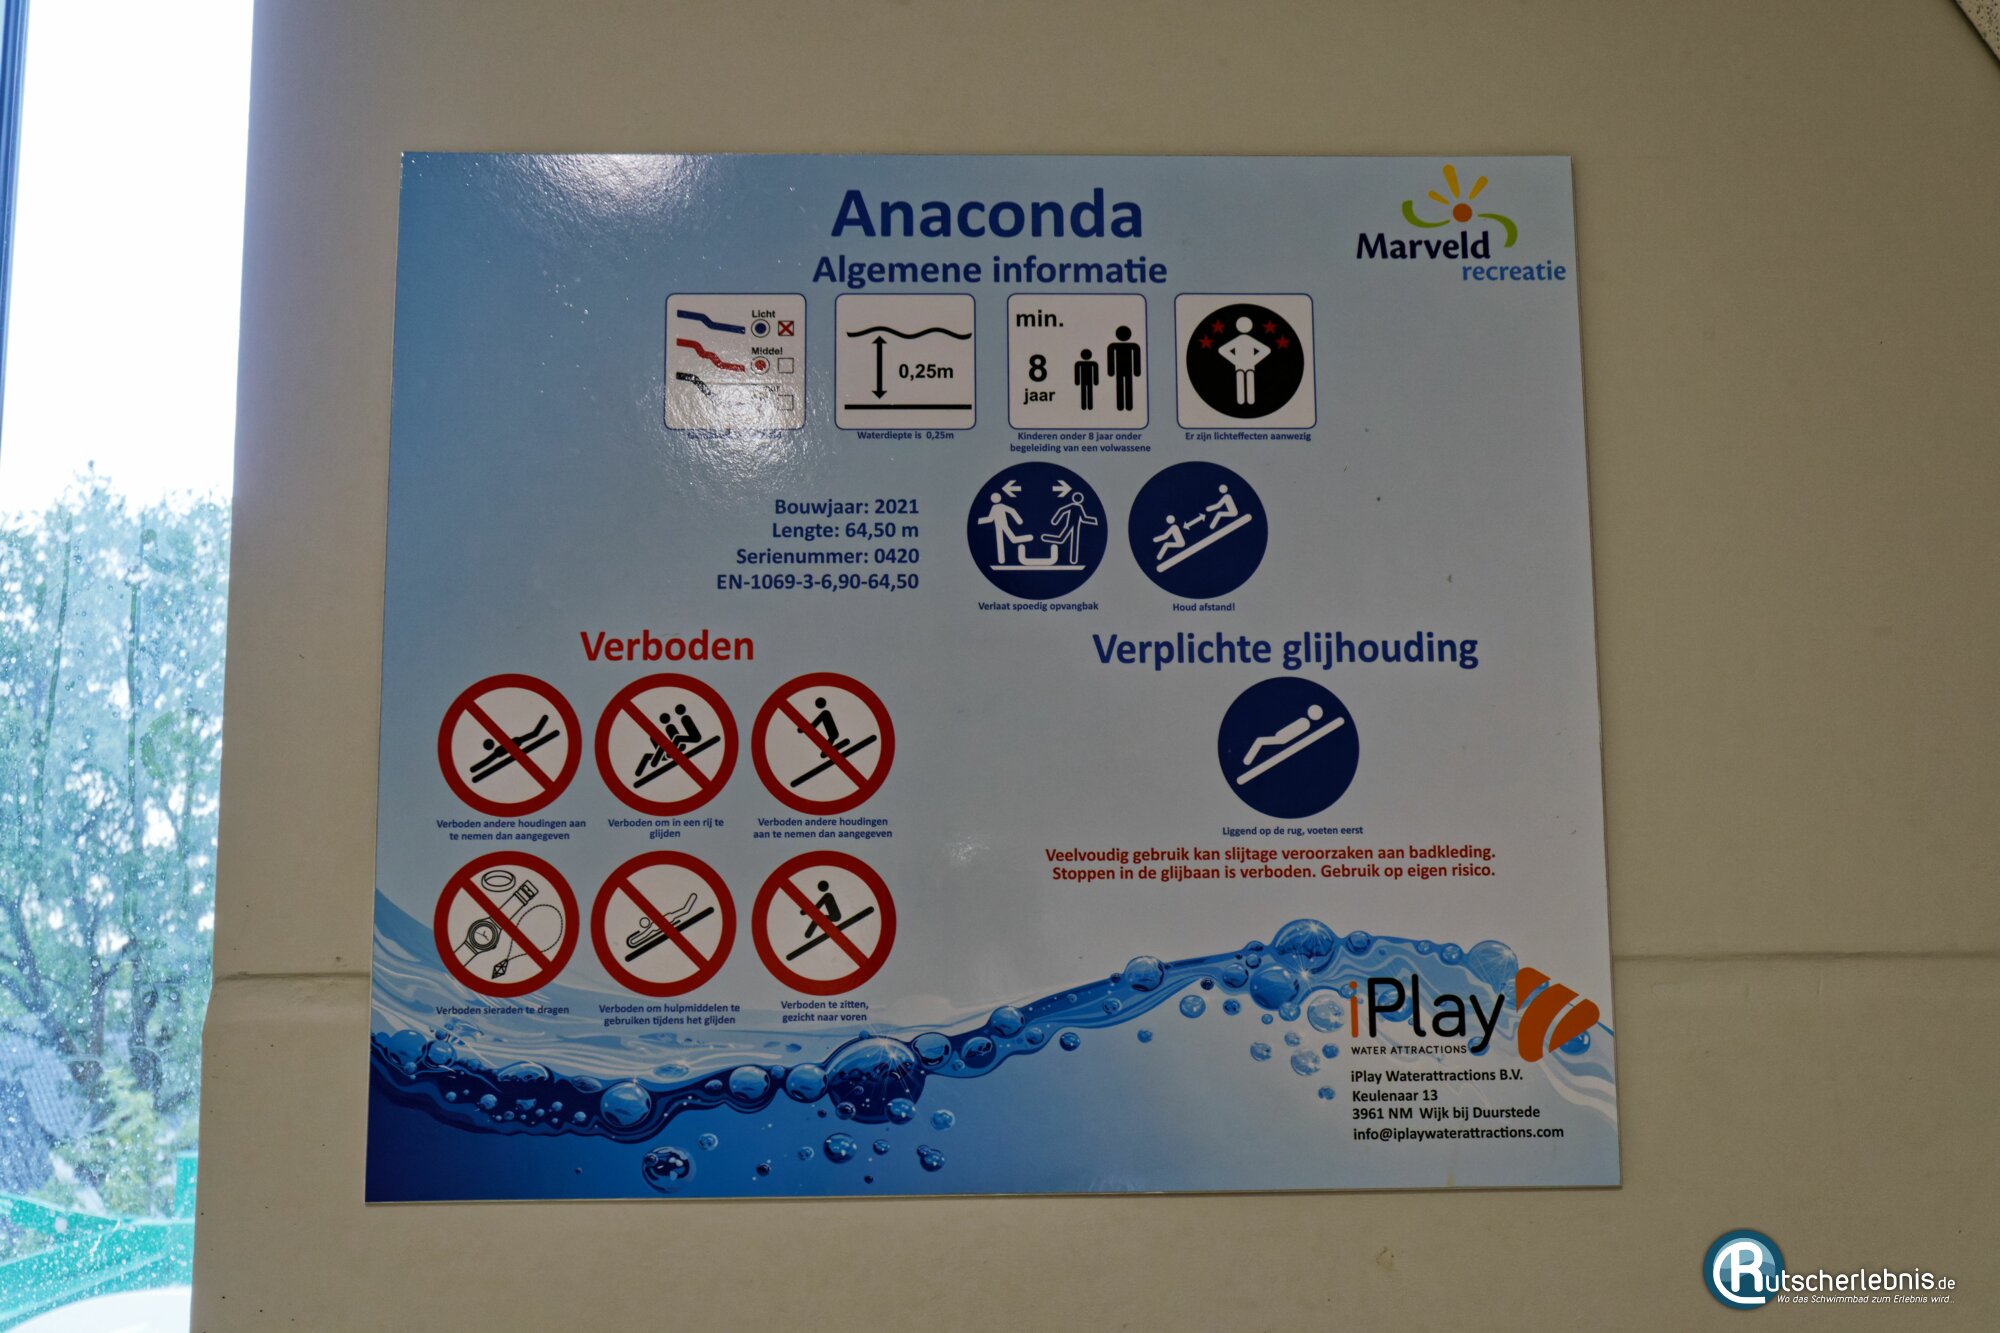 Anaconda
Algemene informatie
Marveld
recreatie
Licht
Middel
0,25m
min.
8
jaar
Waterdiepte is 0,25m
Kinderen onder 8 jaar onder
begeleiding van een volwassene
Er zijn lichteffecten aanwezig
Bouwjaar: 2021
Lengte: 64,50 m
Serienummer: 0420
EN-1069-3-6,90-64,50
Verlaat spoedig opvangbak
Houd afstand!
Verboden
Verboden andere houdingen aan
te nemen dan aangegeven
Verboden om in een rij te
glijden
Verboden andere houdingen
aan te nemen dan aangegeven
Verboden sieraden te dragen
Verboden om hulpmiddelen te
gebruiken tijdens het glijden
Verboden te zitten,
gezicht naar voren
Verplichte glijhouding
Liggend op de rug, voeten eerst
Veelvoudig gebruik kan slijtage veroorzaken aan badkleding.
Stoppen in de glijbaan is verboden. Gebruik op eigen risico.
iPlay
WATER ATTRACTIONS
iPlay Waterattractions B.V.
Keulenaar 13
3961 NM Wijk bij Duurstede
info@iplaywaterattractions.com
Rutscherlebnis.de
Wo das Schwimmbad zum Erlebnis wird...